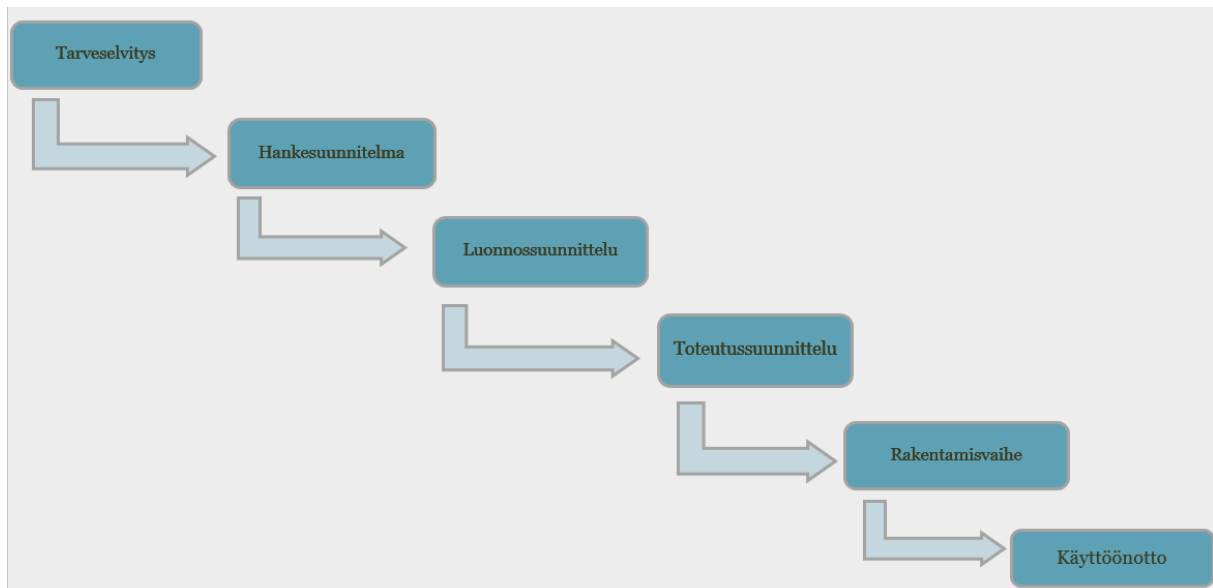 Tarveselvitys
Hankesuunnitelma
Luonnossuunnittelu
Toteutussuunnittelu
Rakentamisvaihe
Käyttöönotto